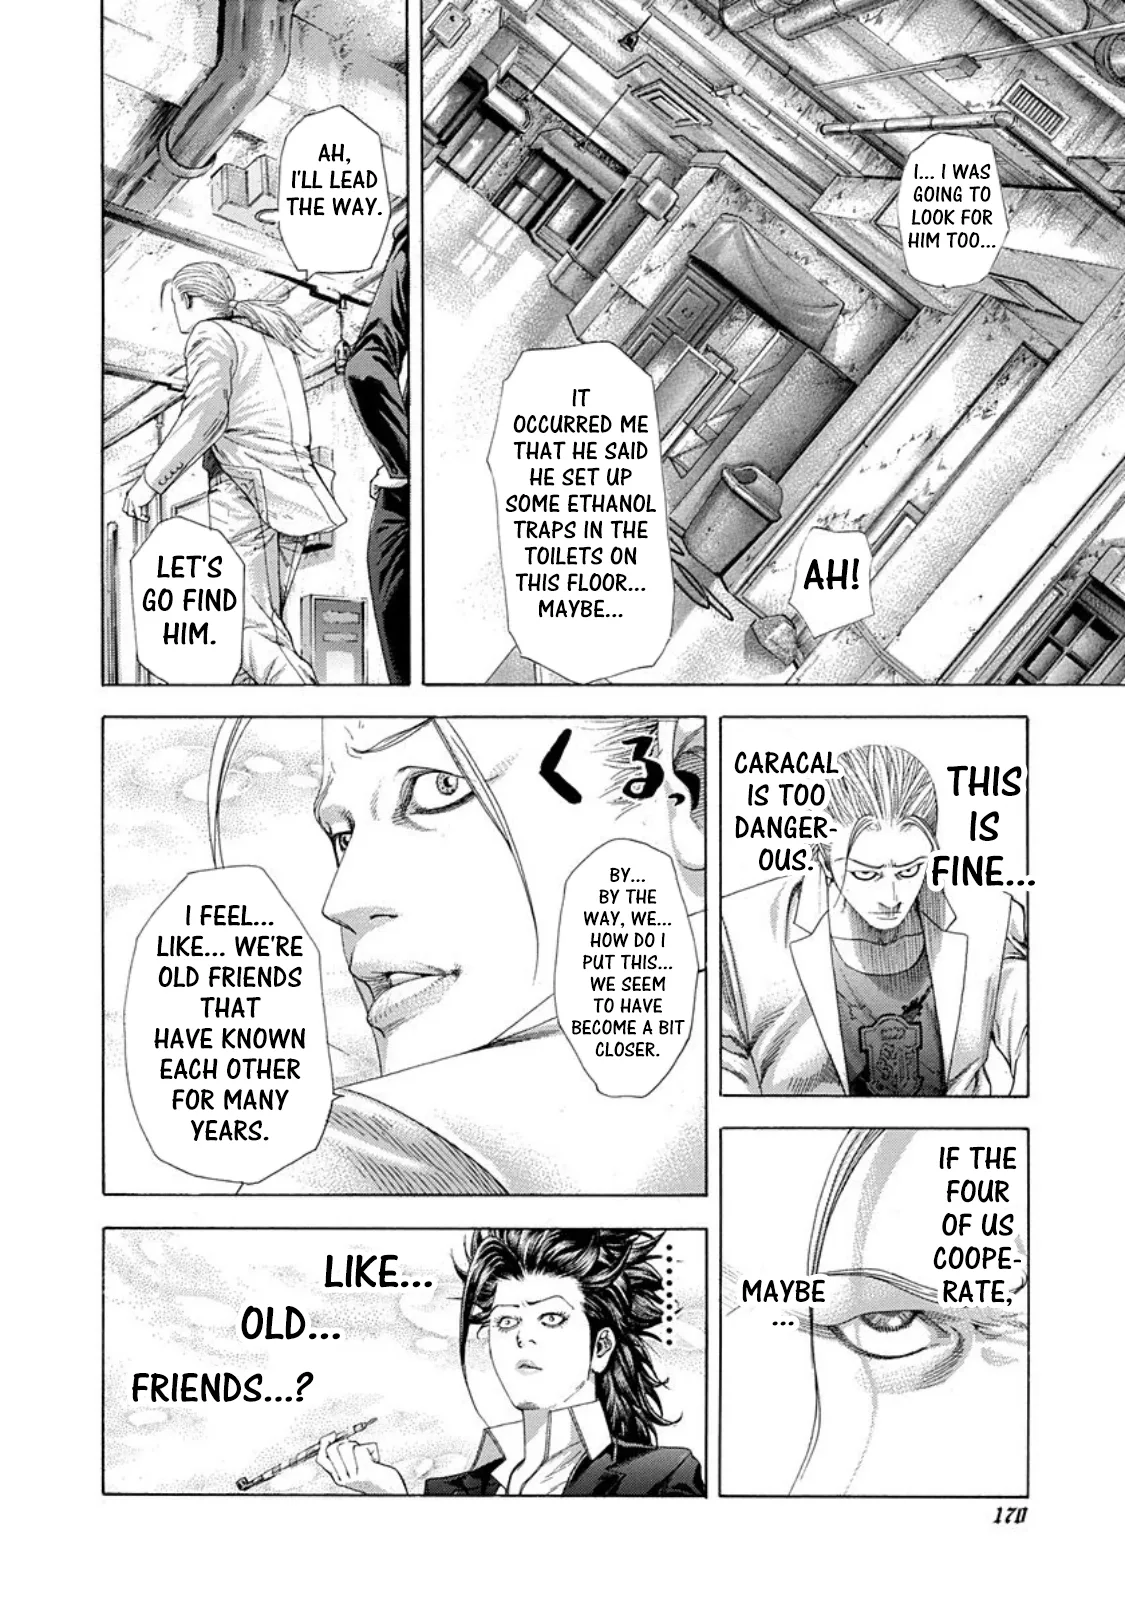 I... I WAS
GOING TO
LOOK FOR
HIM TOO...
AH!
IT
OCCURRED ME
THAT HE SAID
HE SET UP
SOME ETHANOL
TRAPS IN THE
TOILETS ON
THIS FLOOR...
MAYBE...
AH,
I'LL LEAD
THE WAY.
LET'S
GO FIND
HIM.
THIS
IS
FINE...
CARACAL
IS TOO
DANGER-
OUS.
IF THE
FOUR
OF US
COOPE-
RATE,
MAYBE
...
くるっ
BY...
BY THE
WAY, WE...
HOW DO I
PUT THIS...
WE SEEM
TO HAVE
BECOME A BIT
CLOSER.
I FEEL...
LIKE... WE'RE
OLD FRIENDS
THAT
HAVE KNOWN
EACH OTHER
FOR MANY
YEARS.
LIKE...
OLD...
FRIENDS...?
170